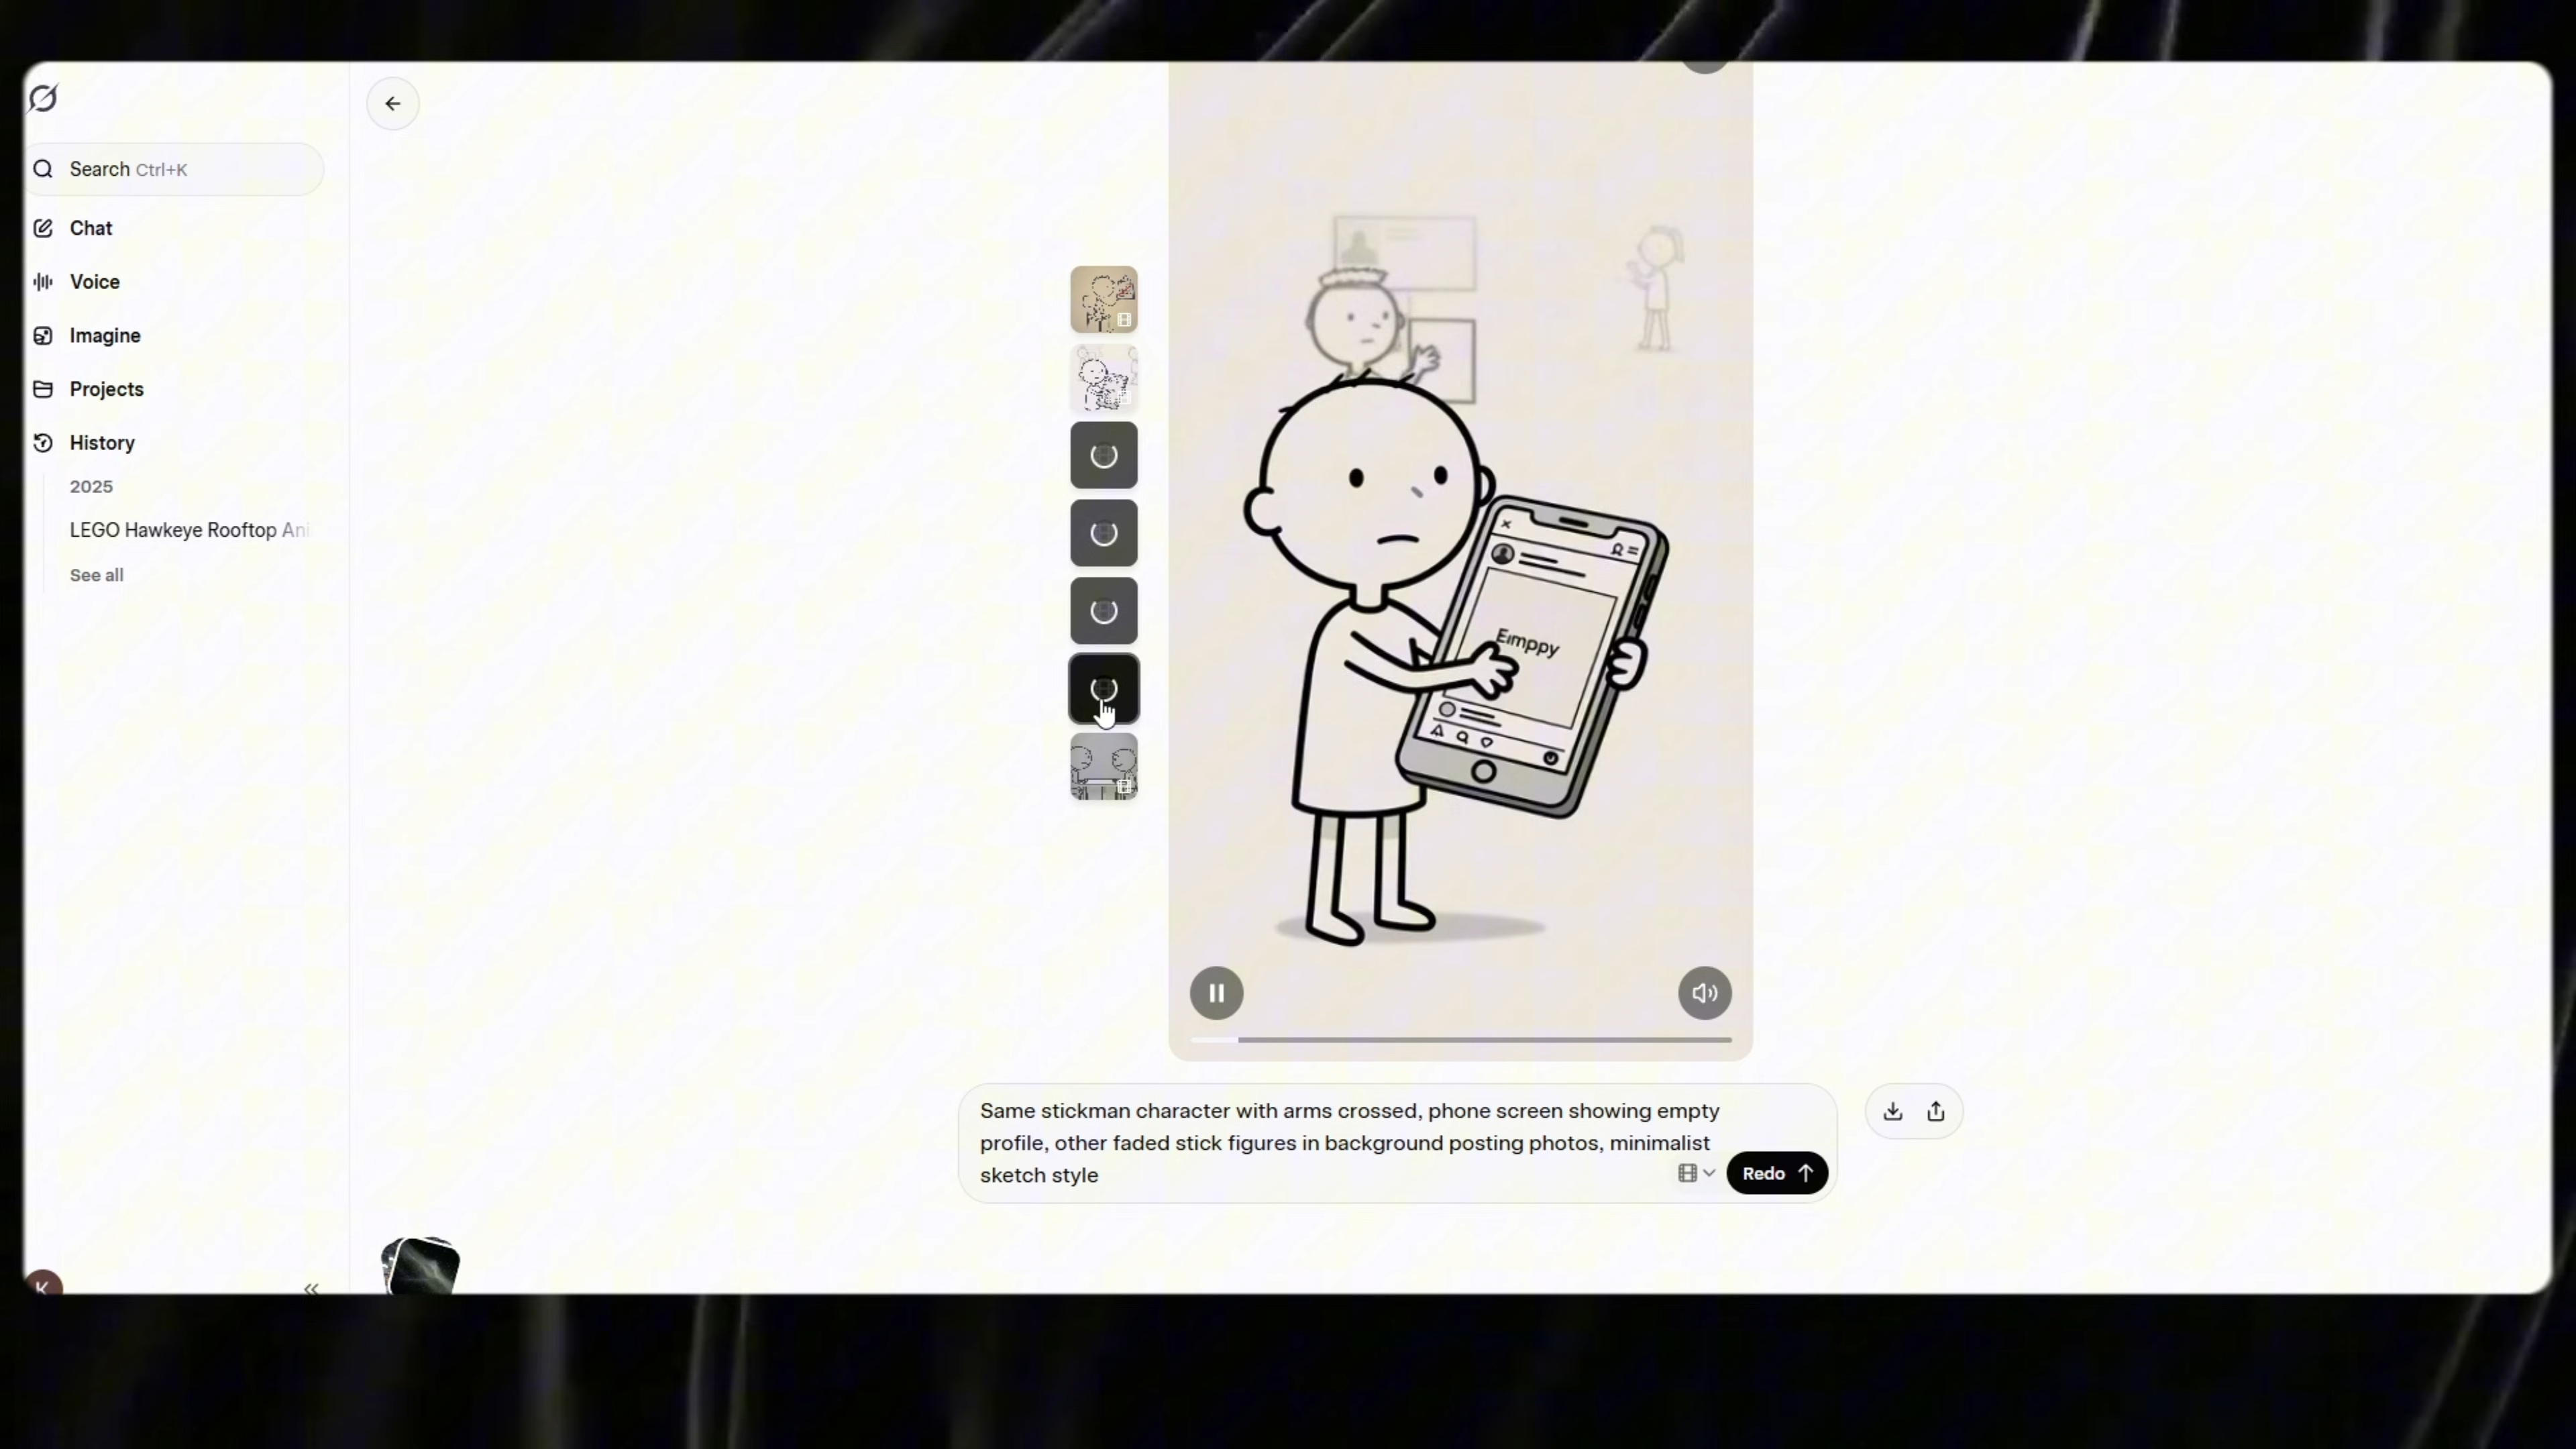 Search Ctrl+K
Chat
Voice
Imagine
Projects
History
2025
LEGO Hawkeye Rooftop Ani
See all
Eimppy
Same stickman character with arms crossed, phone screen showing empty
profile, other faded stick figures in background posting photos, minimalist
sketch style
Redo
K